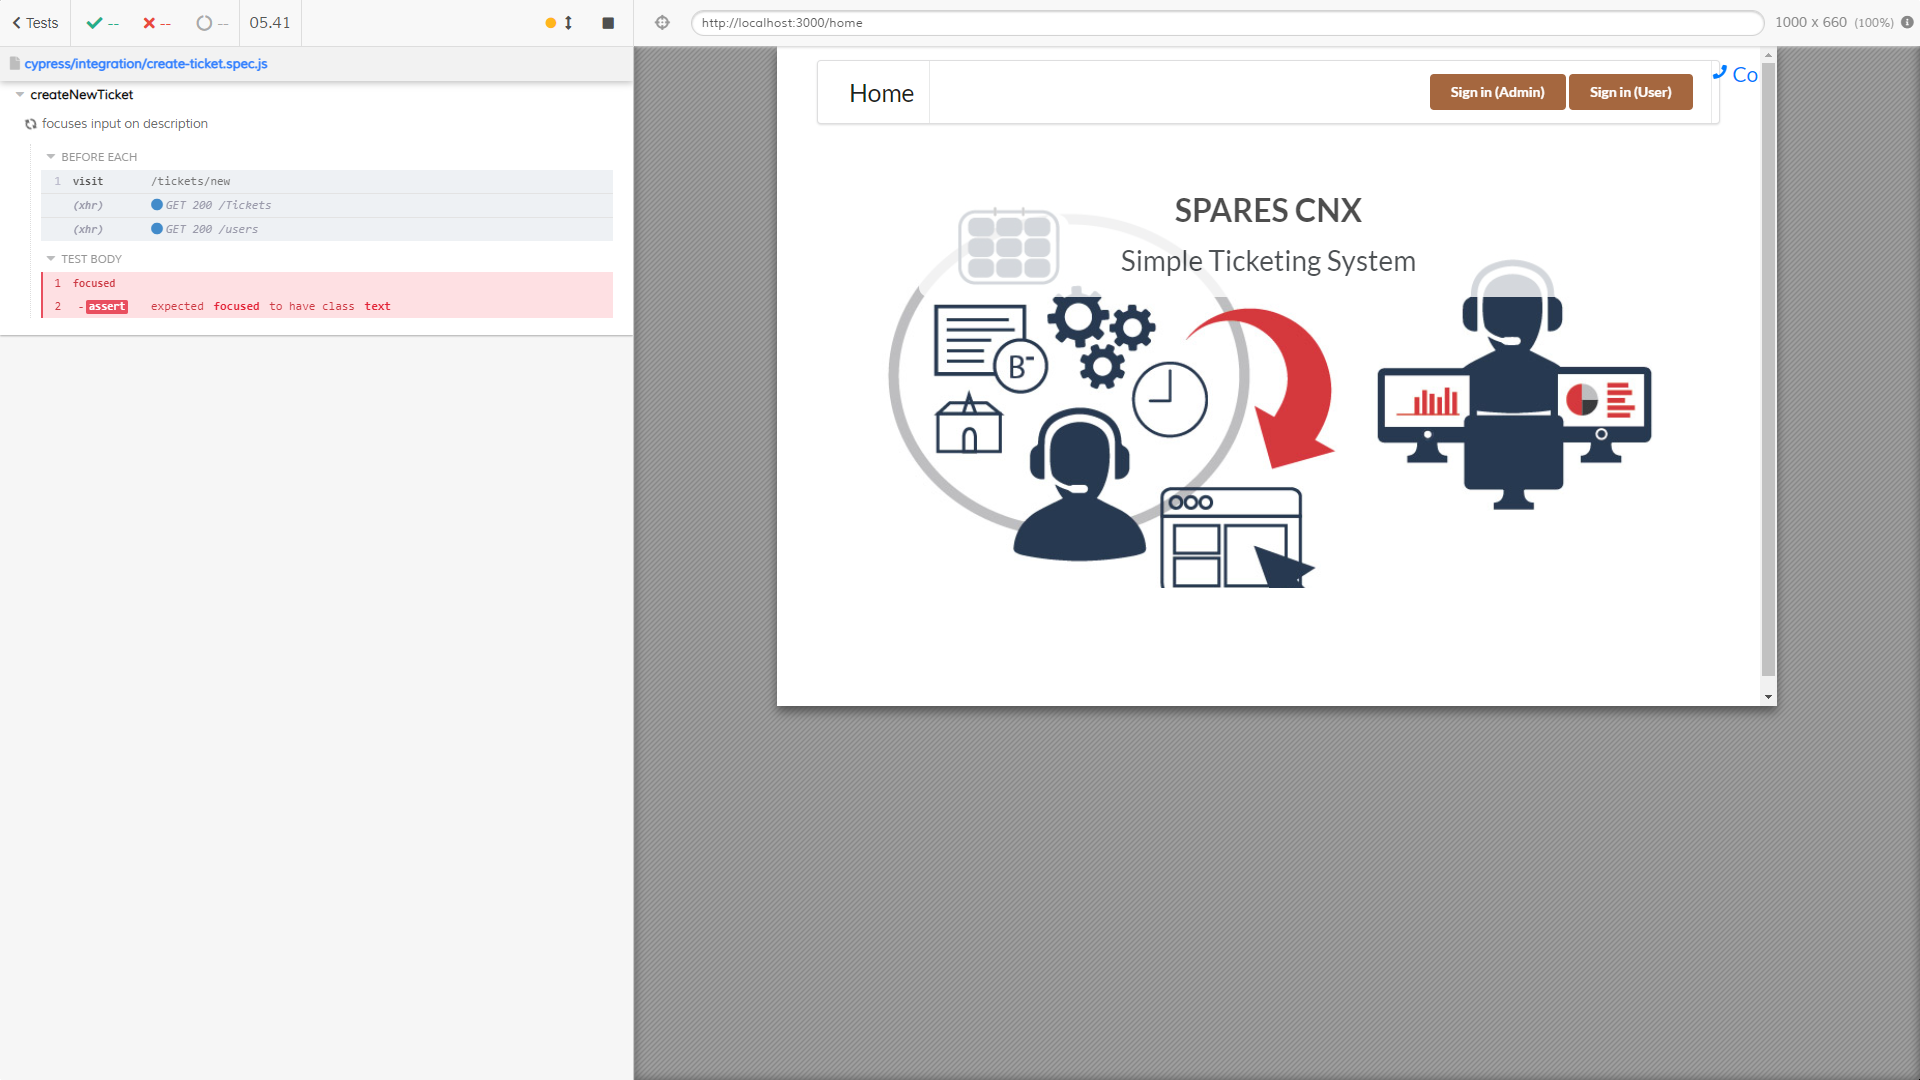 Tests -- -- -- 05.41 http://localhost:3000/home 1000 x 660 (100%)
cypress/integration/create-ticket.spec.js
createNewTicket
focuses input on description
BEFORE EACH
1 visit /tickets/new
(xhr) GET 200 /Tickets
(xhr) GET 200 /users
TEST BODY
1 focused
2 -assert expected focused to have class text
Home Sign in (Admin) Sign in (User) Co
SPARES CNX
Simple Ticketing System
B-